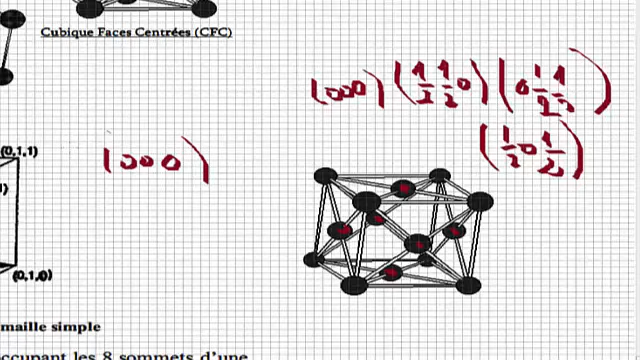 Cubique Faces Centrées (CFC)
(000) (1/2 1/2 0) (0 1/2 1/2)
(1/2 0 1/2)
(0,1,1)
(000)
(0,1,0)
maille simple
occupant les 8 sommets d'une